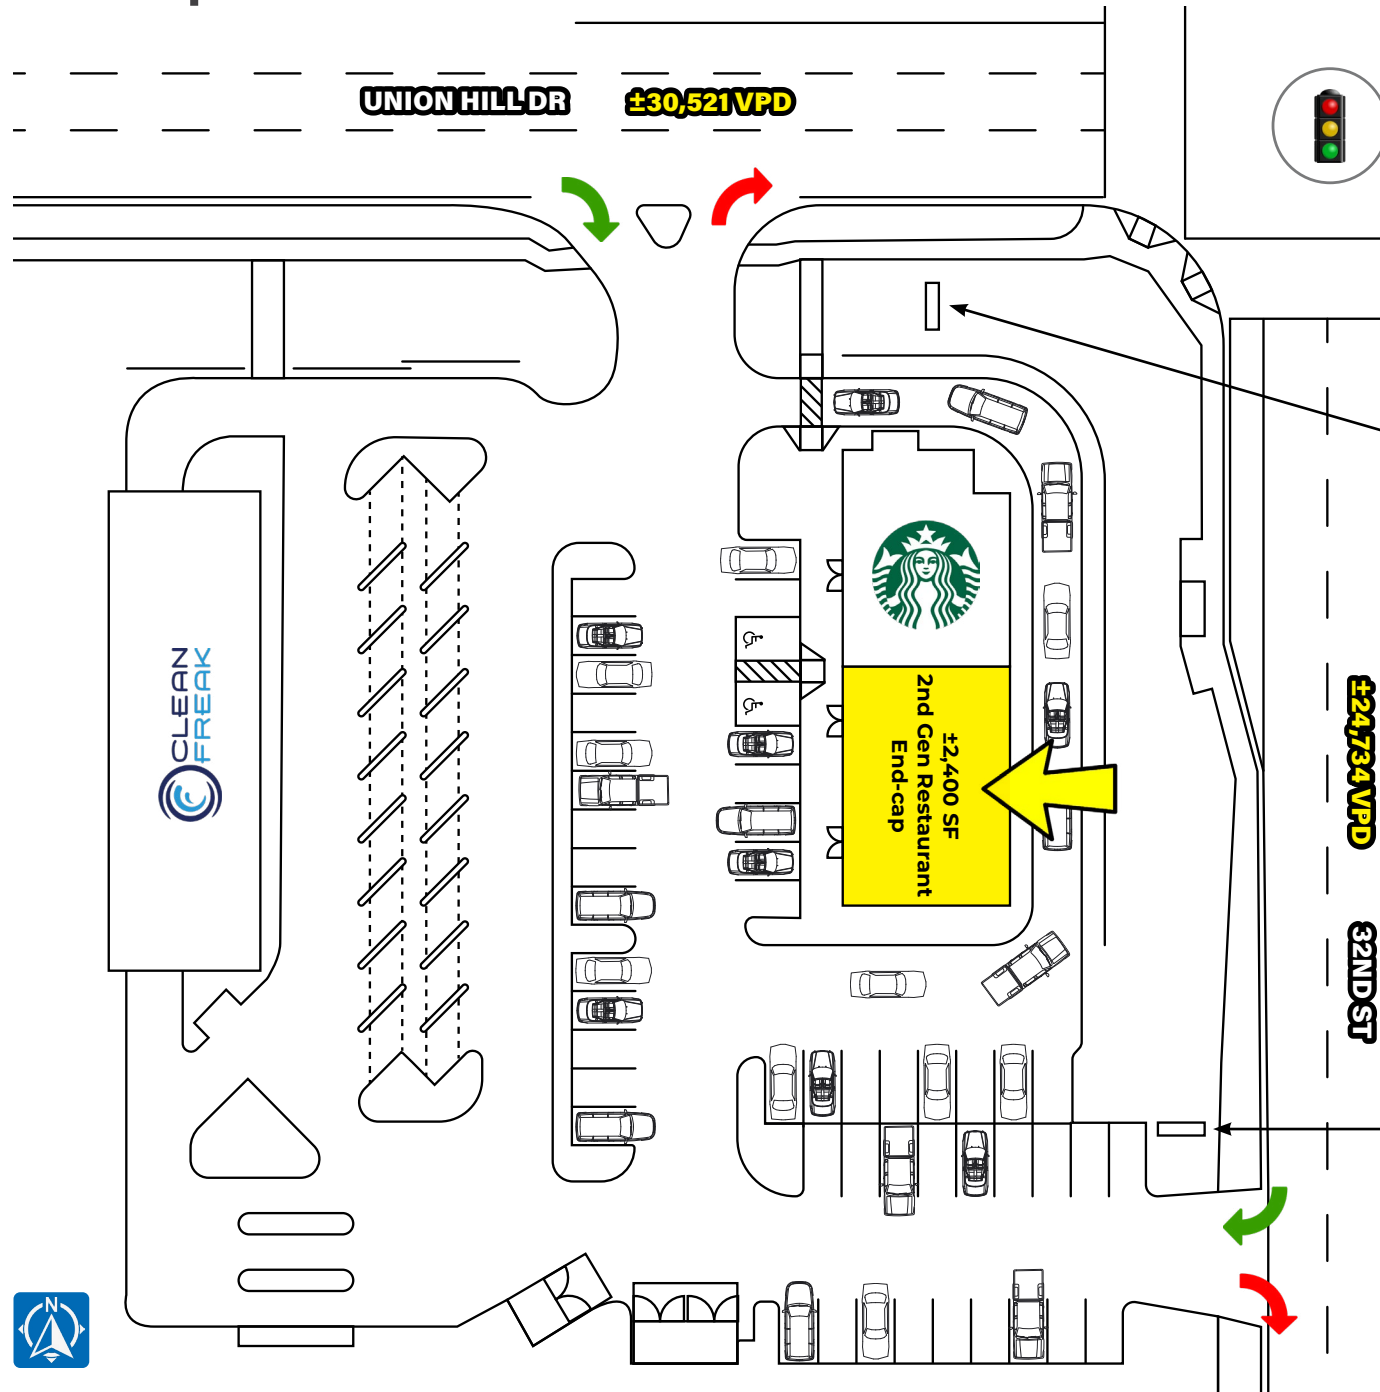 UNION HILL DR
±30,521 VPD
CLEAN
FREAK
±2,400 SF
2nd Gen Restaurant
End-cap
±24,734 VPD
32ND ST
N